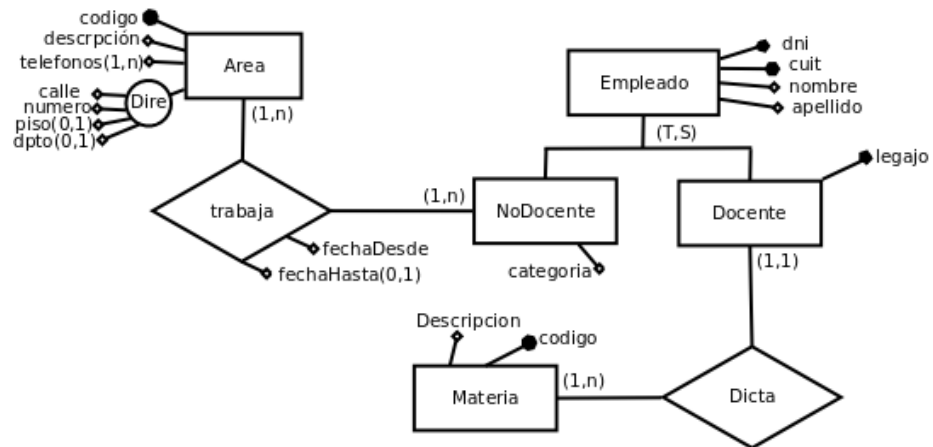 codigo
descrpción
telefonos(1,n)
calle
numero
piso(0,1)
dpto(0,1)
Dire
Area
(1,n)
Empleado
dni
cuit
nombre
apellido
(T,S)
trabaja
(1,n)
fechaDesde
fechaHasta(0,1)
NoDocente
categoria
Docente
legajo
(1,1)
Descripcion
codigo
Materia
(1,n)
Dicta